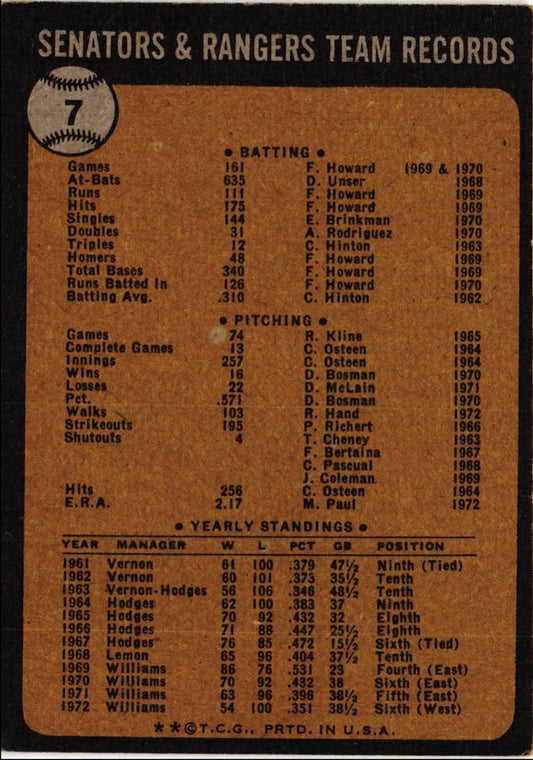 SENATORS & RANGERS TEAM RECORDS
7
• BATTING •
Games 161 F. Howard 1969 & 1970
At-Bats 635 D. Unser 1968
Runs 111 F. Howard 1969
Hits 175 F. Howard 1969
Singles 144 E. Brinkman 1970
Doubles 31 A. Rodriguez 1970
Triples 12 C. Hinton 1963
Homers 48 F. Howard 1969
Total Bases 340 F. Howard 1969
Runs Batted In 126 F. Howard 1970
Batting Avg. .310 C. Hinton 1962
• PITCHING •
Games 74 R. Kline 1965
Complete Games 13 C. Osteen 1964
Innings 257 C. Osteen 1964
Wins 16 D. Bosman 1970
Losses 22 D. McLain 1971
Pct. .571 D. Bosman 1970
Walks 103 R. Hand 1972
Strikeouts 195 P. Richert 1966
Shutouts 4 T. Cheney 1963
F. Bertaina 1967
C. Pascual 1968
J. Coleman 1969
Hits 256 C. Osteen 1964
E.R.A. 2.17 M. Paul 1972
• YEARLY STANDINGS •
YEAR MANAGER W L PCT GB POSITION
1961 Vernon 61 100 .379 47½ Ninth (Tied)
1962 Vernon 60 101 .373 35½ Tenth
1963 Vernon-Hodges 56 106 .346 48½ Tenth
1964 Hodges 62 100 .383 37 Ninth
1965 Hodges 70 92 .432 32 Eighth
1966 Hodges 71 88 .447 25½ Eighth
1967 Hodges 76 85 .472 15½ Sixth (Tied)
1968 Lemon 65 96 .404 37½ Tenth
1969 Williams 86 76 .531 23 Fourth (East)
1970 Williams 70 92 .432 38 Sixth (East)
1971 Williams 63 96 .396 38½ Fifth (East)
1972 Williams 54 100 .351 38½ Sixth (West)
**©T.C.G., PRTD. IN U.S.A.